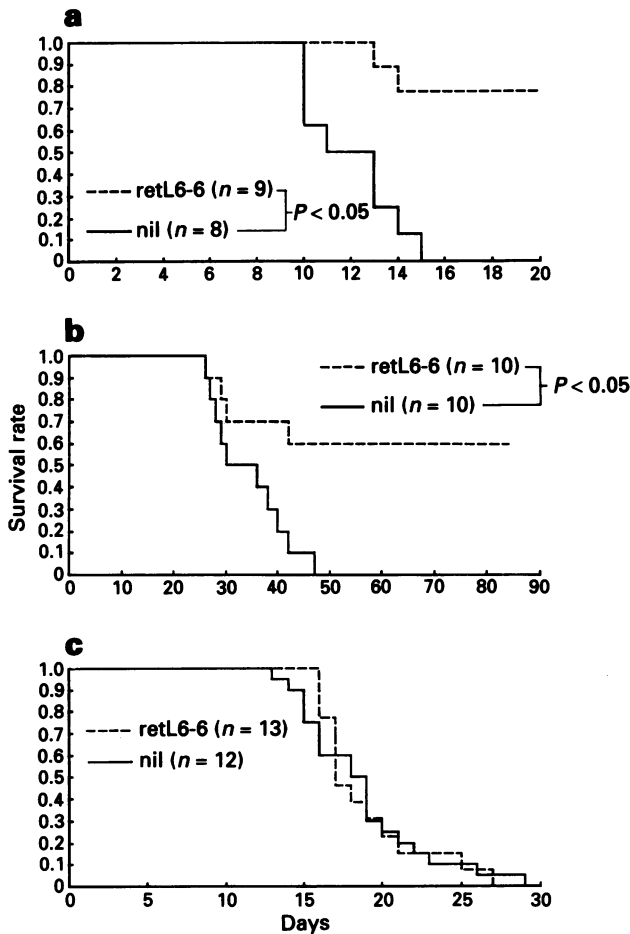 a
1.0
0.9
0.8
0.7
0.6
0.5
0.4
0.3
0.2
0.1
0
retL6-6 (n = 9)
nil (n = 8)
P < 0.05
0 2 4 6 8 10 12 14 16 18 20
b
Survival rate
1.0
0.9
0.8
0.7
0.6
0.5
0.4
0.3
0.2
0.1
0
retL6-6 (n = 10)
nil (n = 10)
P < 0.05
0 10 20 30 40 50 60 70 80 90
c
1.0
0.9
0.8
0.7
0.6
0.5
0.4
0.3
0.2
0.1
0
retL6-6 (n = 13)
nil (n = 12)
0 5 10 15 20 25 30
Days